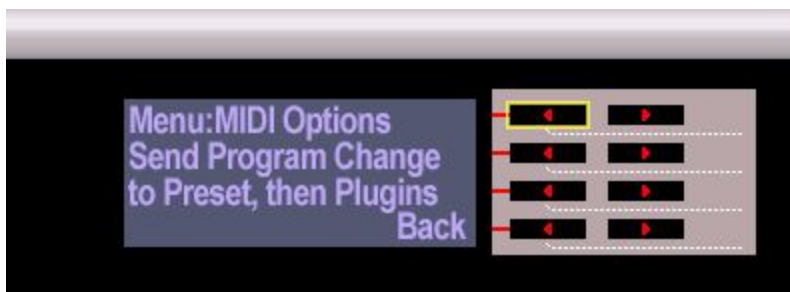 Menu:MIDI Options
Send Program Change
to Preset, then Plugins
Back